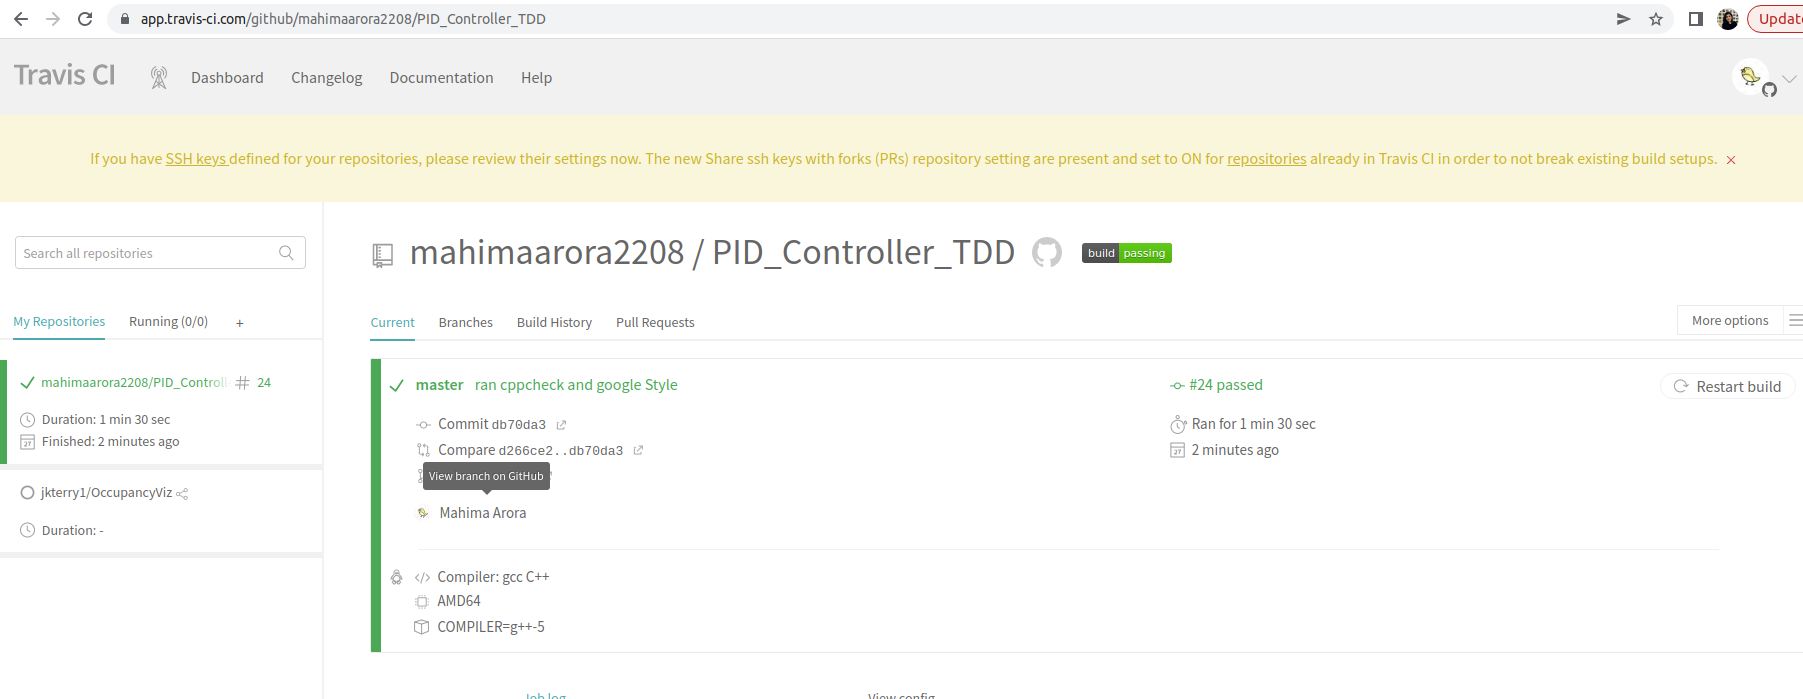 app.travis-ci.com/github/mahimaarora2208/PID_Controller_TDD
Update
Travis CI Dashboard Changelog Documentation Help
If you have SSH keys defined for your repositories, please review their settings now. The new Share ssh keys with forks (PRs) repository setting are present and set to ON for repositories already in Travis CI in order to not break existing build setups. ×
Search all repositories
My Repositories Running (0/0) +
mahimaarora2208/PID_Controll # 24
Duration: 1 min 30 sec
Finished: 2 minutes ago
jkterry1/OccupancyViz
Duration: -
mahimaarora2208 / PID_Controller_TDD build passing
Current Branches Build History Pull Requests
More options
master ran cppcheck and google Style
#24 passed
Restart build
Commit db70da3
Ran for 1 min 30 sec
Compare d266ce2..db70da3
2 minutes ago
View branch on GitHub
Mahima Arora
</> Compiler: gcc C++
AMD64
COMPILER=g++-5
Job log View config